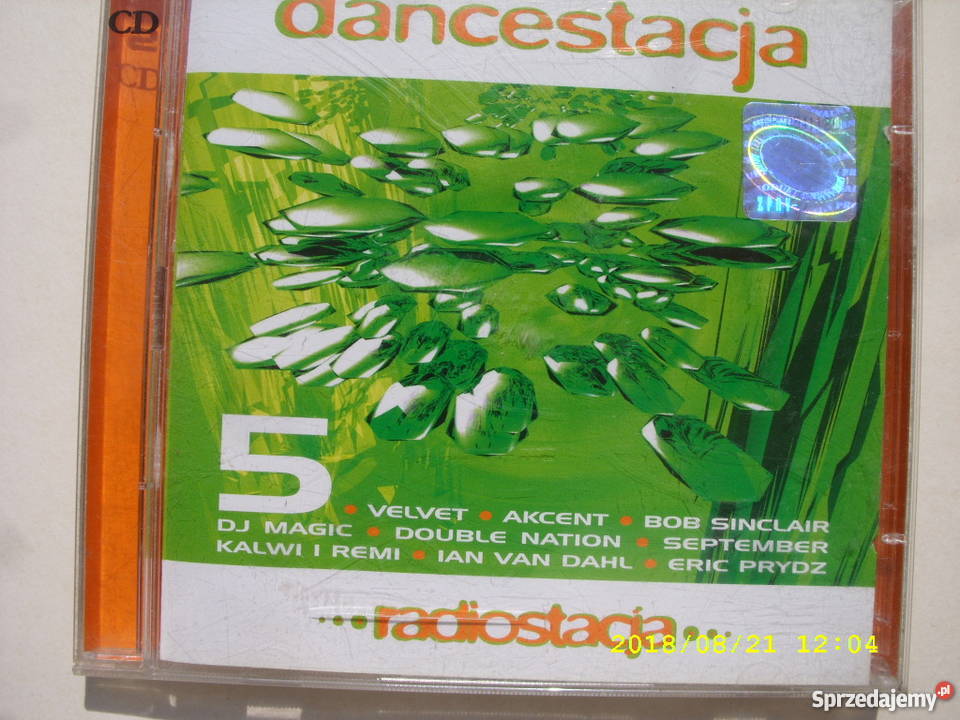 CD
CD
dancestacja
5
• VELVET • AKCENT • BOB SINCLAIR
DJ MAGIC • DOUBLE NATION • SEPTEMBER
KALWI I REMI • IAN VAN DAHL • ERIC PRYDZ
...radiostacja...
2018/08/21 12:04
Sprzedajemy.pl